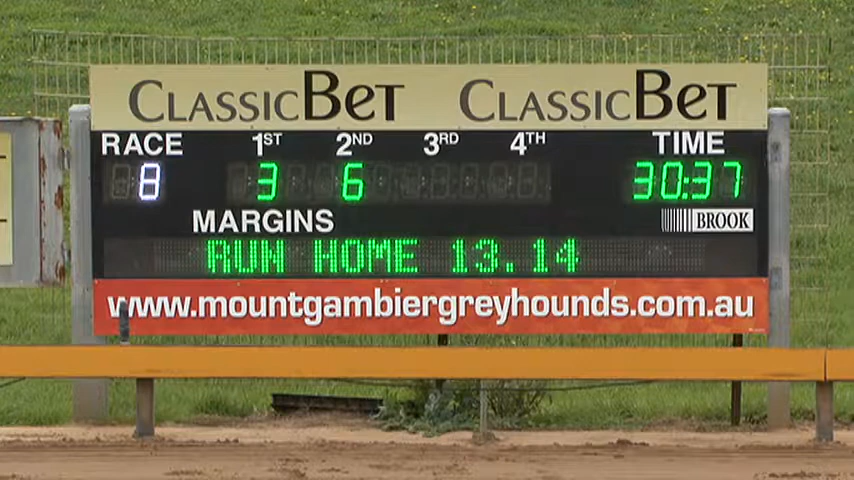 CLASSICBET CLASSICBET
RACE 1ST 2ND 3RD 4TH TIME
8 3 6 30:37
MARGINS BROOK
RUN HOME 13.14
www.mountgambiergreyhounds.com.au